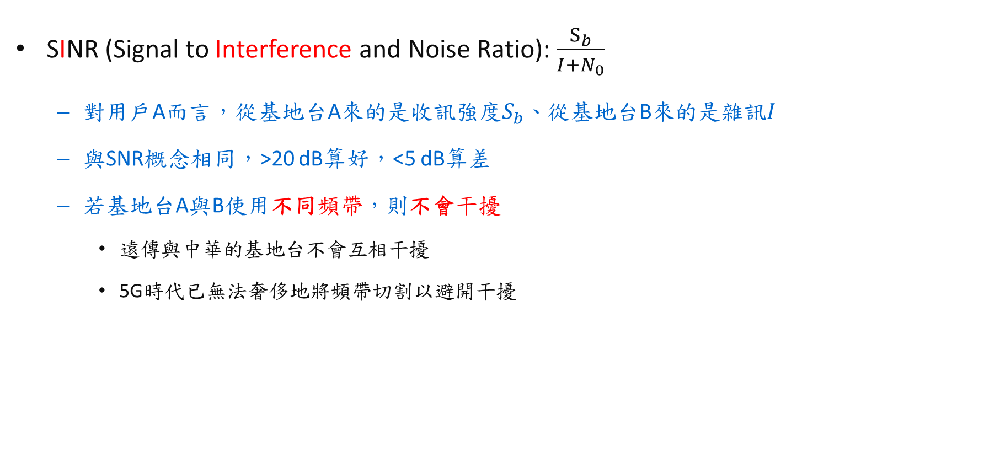 • SINR (Signal to Interference and Noise Ratio): $\frac{S_b}{I+N_0}$
– 對用戶A而言，從基地台A來的是收訊強度$S_b$、從基地台B來的是雜訊$I$
– 與SNR概念相同，>20 dB算好，<5 dB算差
– 若基地台A與B使用不同頻帶，則不會干擾
• 遠傳與中華的基地台不會互相干擾
• 5G時代已無法奢侈地將頻帶切割以避開干擾